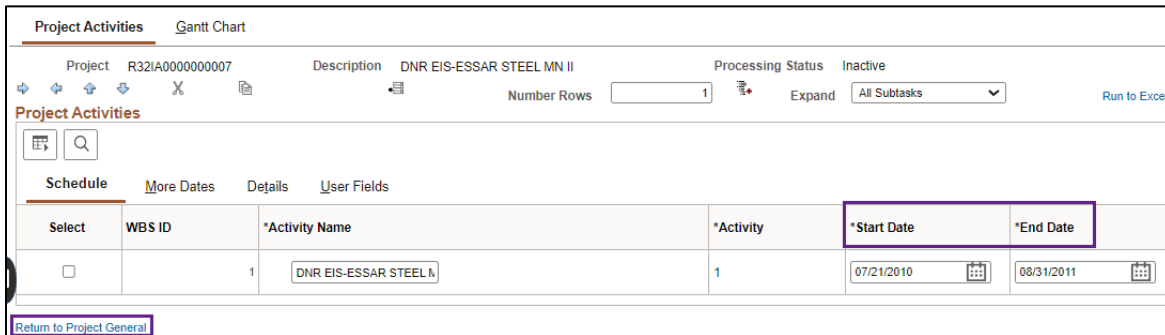 Project Activities Gantt Chart
Project R32IA0000000007 Description DNR EIS-ESSAR STEEL MN II Processing Status Inactive
Number Rows 1 Expand All Subtasks Run to Exce
Project Activities
Schedule More Dates Details User Fields
Select WBS ID *Activity Name *Activity *Start Date *End Date
1 DNR EIS-ESSAR STEEL M 1 07/21/2010 08/31/2011
Return to Project General